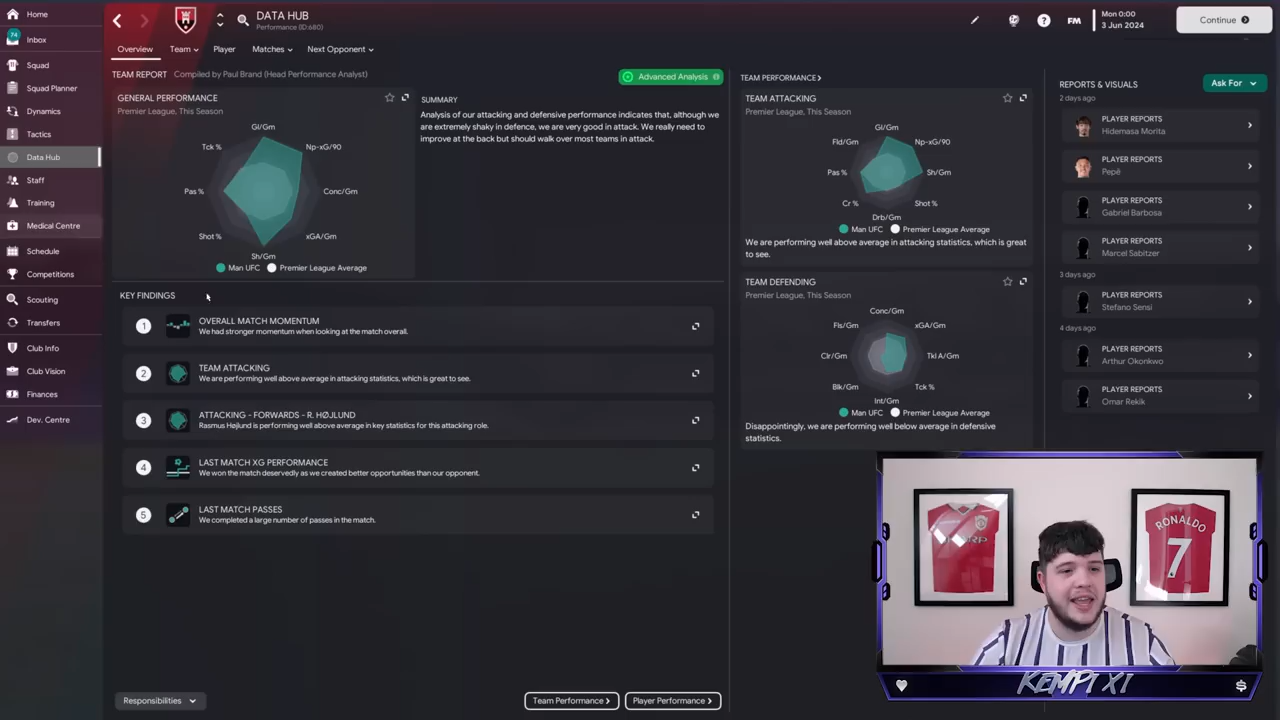 Home
74
Inbox
Squad
Squad Planner
Dynamics
Tactics
Data Hub
Staff
Training
Medical Centre
Schedule
Competitions
Scouting
Transfers
Club Info
Club Vision
Finances
Dev. Centre
DATA HUB
Performance (ID:680)
FM
Mon 0:00
3 Jun 2024
Continue
Overview
Team
Player
Matches
Next Opponent
TEAM REPORT
Compiled by Paul Brand (Head Performance Analyst)
Advanced Analysis
GENERAL PERFORMANCE
Premier League, This Season
Gl/Gm
Tck %
Np-xG/90
Pas %
Conc/Gm
Shot %
xGA/Gm
Sh/Gm
Man UFC
Premier League Average
SUMMARY
Analysis of our attacking and defensive performance indicates that, although we
are extremely shaky in defence, we are very good in attack. We really need to
improve at the back but should walk over most teams in attack.
KEY FINDINGS
1
OVERALL MATCH MOMENTUM
We had stronger momentum when looking at the match overall.
2
TEAM ATTACKING
We are performing well above average in attacking statistics, which is great to see.
3
ATTACKING - FORWARDS - R. HØJLUND
Rasmus Højlund is performing well above average in key statistics for this attacking role.
4
LAST MATCH XG PERFORMANCE
We won the match deservedly as we created better opportunities than our opponent.
5
LAST MATCH PASSES
We completed a large number of passes in the match.
Responsibilities
Team Performance
Player Performance
TEAM PERFORMANCE
TEAM ATTACKING
Premier League, This Season
Gl/Gm
Fld/Gm
Np-xG/90
Pas %
Sh/Gm
Cr %
Shot %
Drb/Gm
Man UFC
Premier League Average
We are performing well above average in attacking statistics, which is great
to see.
TEAM DEFENDING
Premier League, This Season
Conc/Gm
Fls/Gm
xGA/Gm
Clr/Gm
Tkl A/Gm
Blk/Gm
Tck %
Int/Gm
Man UFC
Premier League Average
Disappointingly, we are performing well below average in defensive
statistics.
REPORTS & VISUALS
Ask For
2 days ago
PLAYER REPORTS
Hidemasa Morita
PLAYER REPORTS
Pepê
PLAYER REPORTS
Gabriel Barbosa
PLAYER REPORTS
Marcel Sabitzer
3 days ago
PLAYER REPORTS
Stefano Sensi
4 days ago
PLAYER REPORTS
Arthur Okonkwo
PLAYER REPORTS
Omar Rekik
RONALDO
7
KEMPI XI